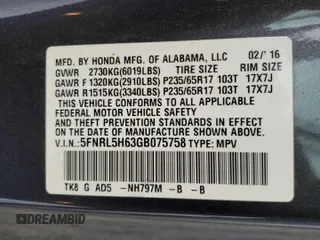 MFD. BY HONDA MFG. OF ALABAMA, LLC 02/'16
GVWR 2730KG(6019LBS) TIRE SIZE RIM SIZE
GAWR F 1320KG(2910LBS) P235/65R17 103T 17X7J
GAWR R1515KG(3340LBS) P235/65R17 103T 17X7J
THIS VEHICLE CONFORMS TO ALL APPLICABLE
FEDERAL MOTOR VEHICLE SAFETY AND THEFT
PREVENTION STANDARDS IN EFFECT ON THE DATE
OF MANUFACTURE SHOWN ABOVE.
V.I.N.: 5FNRL5H63GB075758 TYPE: MPV
TK8 G AD5 -NH797M -B -B
DREAMBID